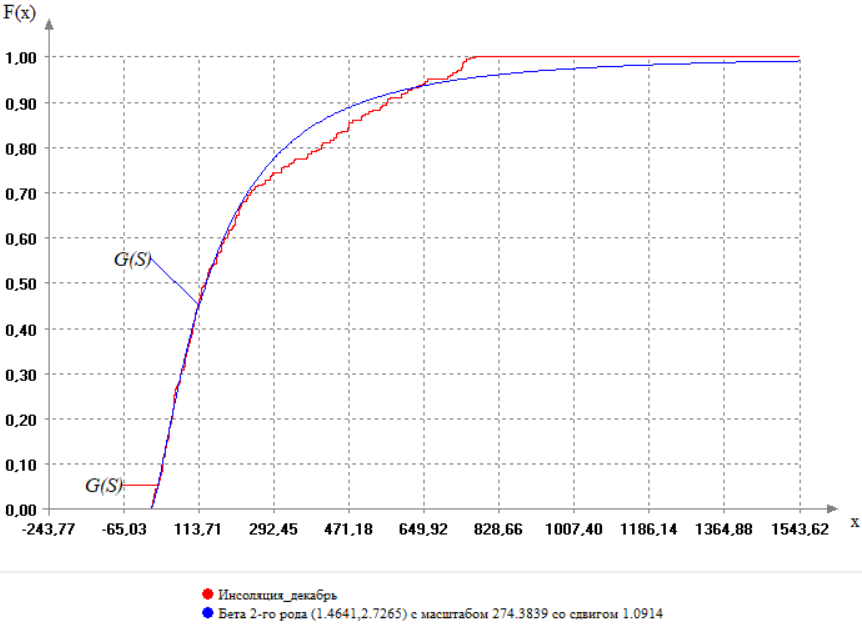 F(x)
1,00
0,90
0,80
0,70
0,60
G(S)
0,50
0,40
0,30
0,20
0,10
G(S)
0,00
-243,77 -65,03 113,71 292,45 471,18 649,92 828,66 1007,40 1186,14 1364,88 1543,62 x
Инсоляция_декабрь
Бета 2-го рода (1.4641,2.7265) с масштабом 274.3839 со сдвигом 1.0914